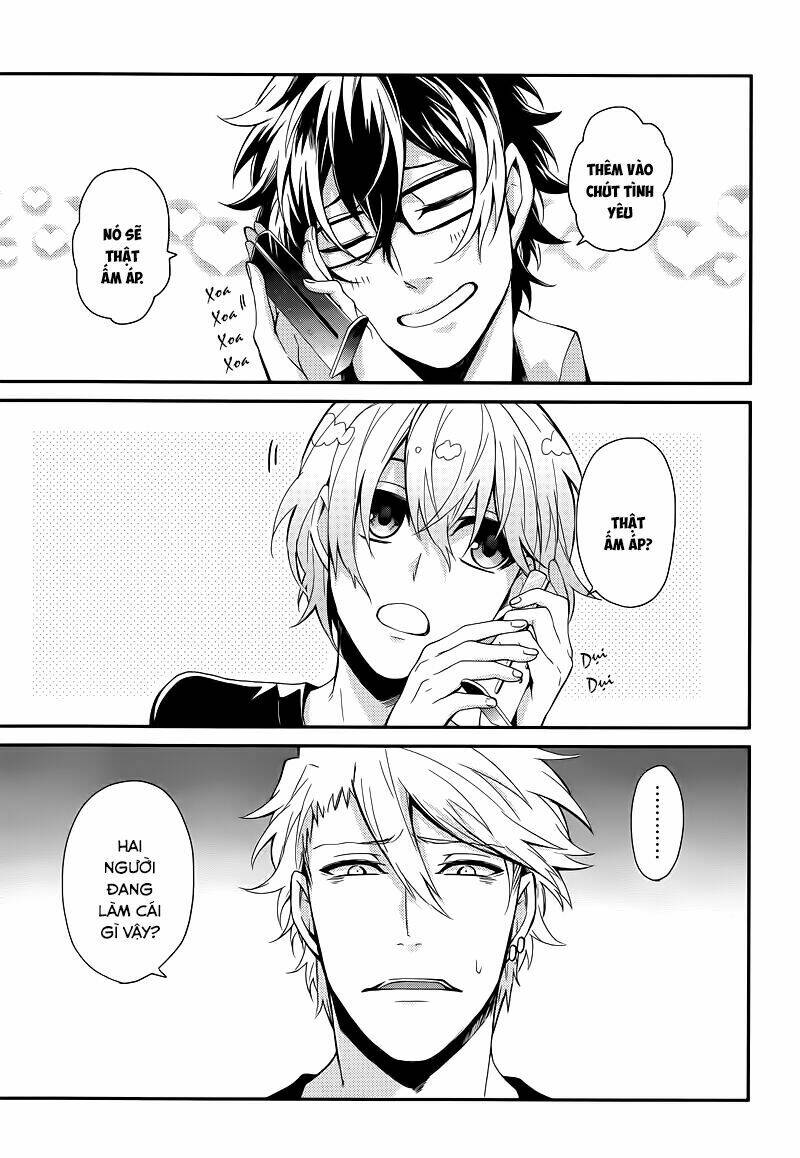 THÊM VÀO
CHÚT TÌNH
YÊU
NÓ SẼ
THẬT
ẤM ÁP.
Xoa
Xoa
Xoa
Xoa
THẬT
ẤM ÁP?
Dụi
Dụi
.........
HAI
NGƯỜI
ĐANG
LÀM CÁI
GÌ VẬY?